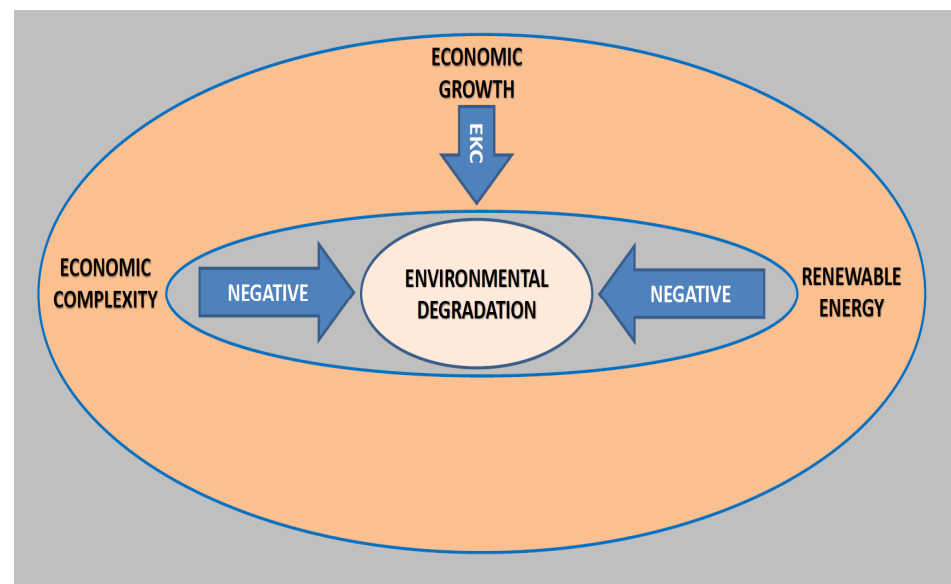 ECONOMIC
GROWTH
EKC
ECONOMIC
COMPLEXITY
NEGATIVE
ENVIRONMENTAL
DEGRADATION
NEGATIVE
RENEWABLE
ENERGY